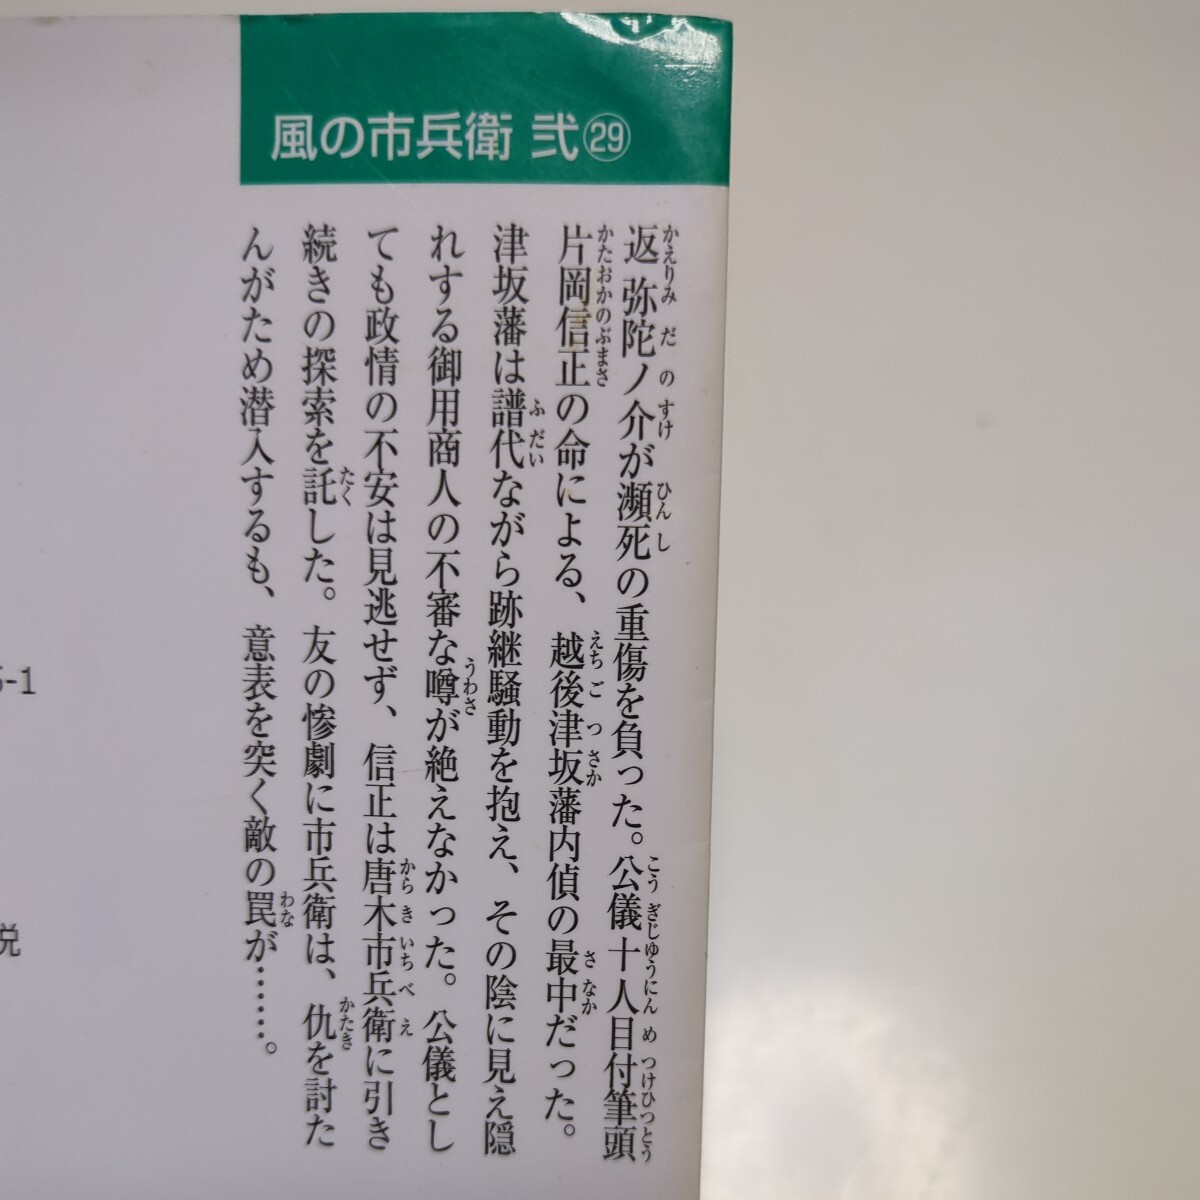 風の市兵衛 弐㉙
返弥陀ノ介が瀕死の重傷を負った。公儀十人目付筆頭
片岡信正の命による、越後津坂藩内偵の最中だった。
津坂藩は譜代ながら跡継騒動を抱え、その陰に見え隠
れする御用商人の不審な噂が絶えなかった。公儀とし
ても政情の不安は見逃せず、信正は唐木市兵衛に引き
続きの探索を託した。友の惨劇に市兵衛は、仇を討た
んがため潜入するも、意表を突く敵の罠が……。
-1
説